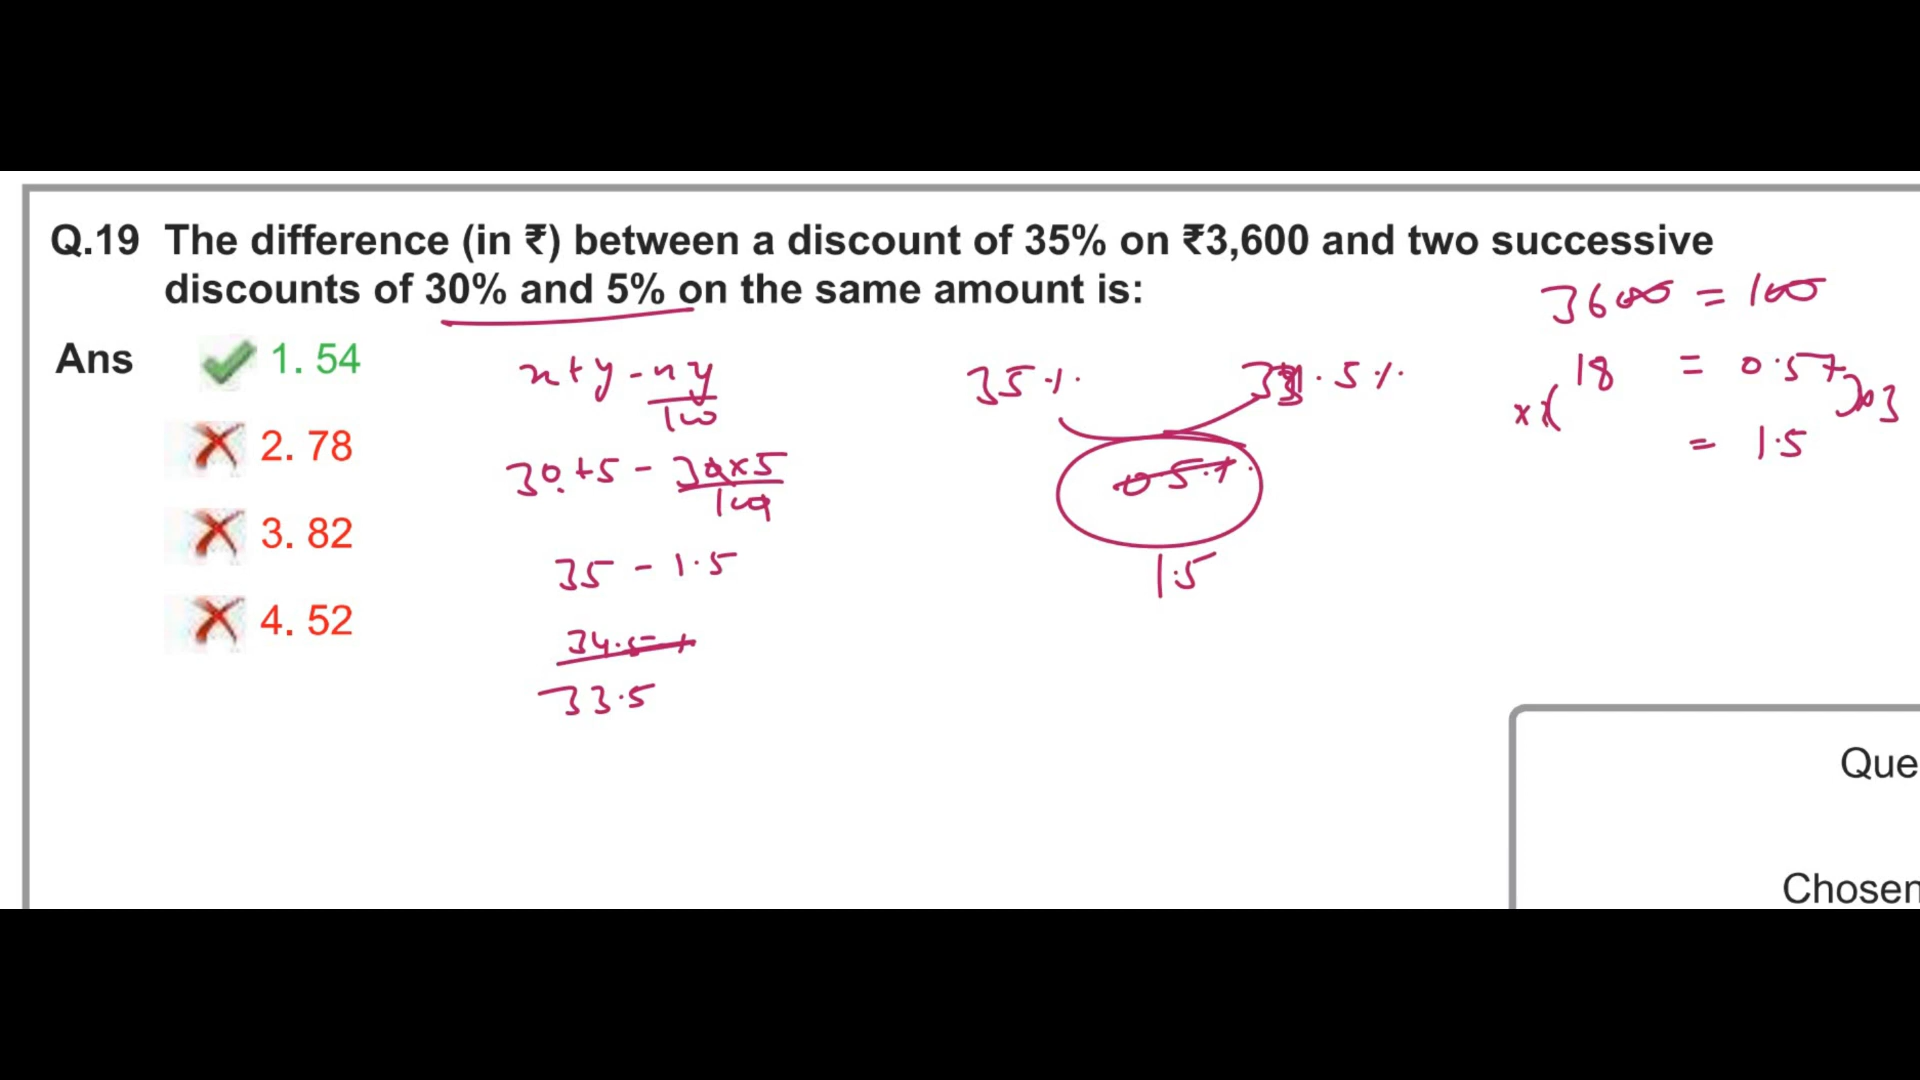 Q.19 The difference (in ₹) between a discount of 35% on ₹3,600 and two successive
discounts of 30% and 5% on the same amount is:
Ans 1. 54
2. 78
3. 82
4. 52
x+y-xy/100
30+5-30x5/100
35-1.5
34.5%
33.5
35%
33.5%
0.5%
1.5
3600=100
18 = 0.5
x3
= 1.5
Que
Chosen